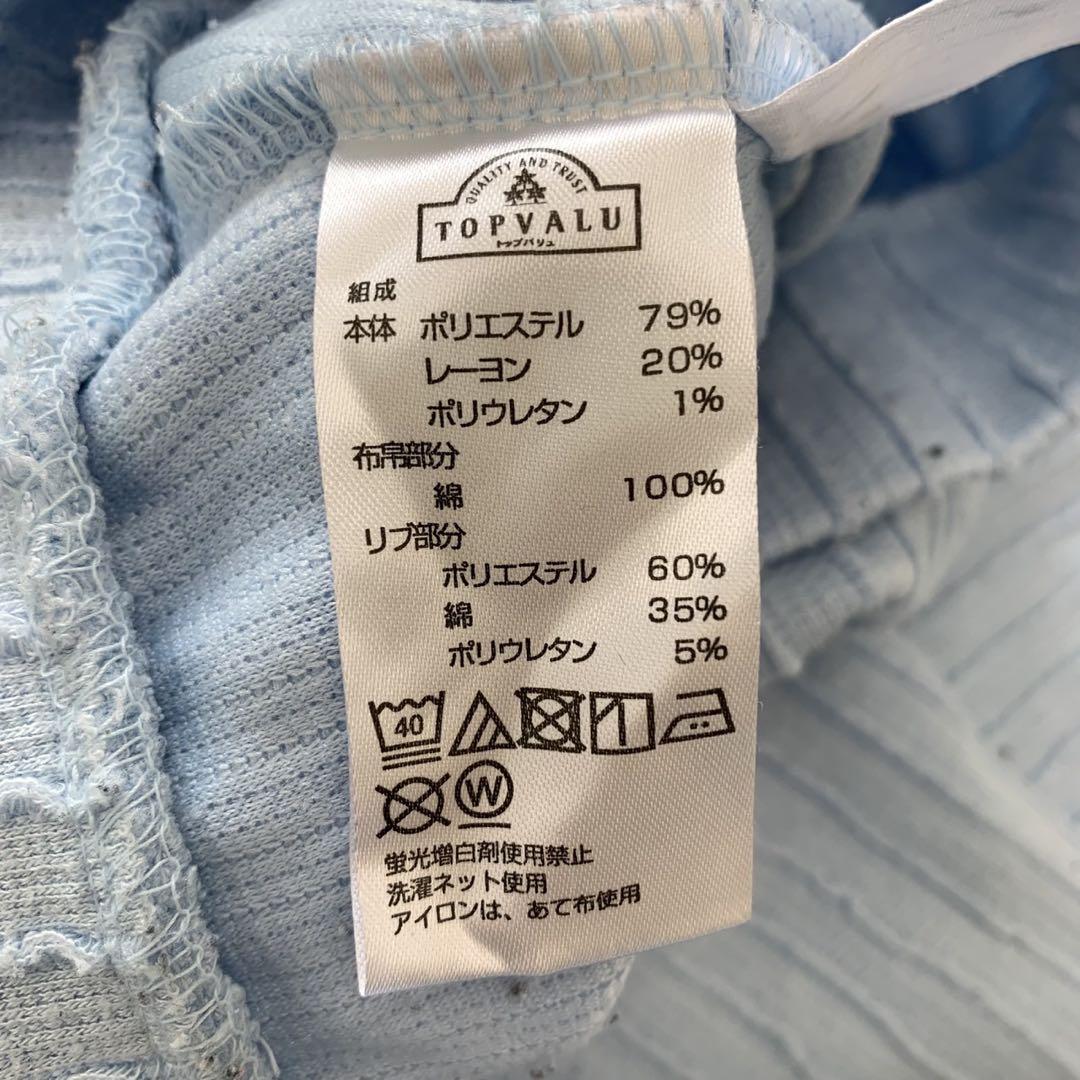 QUALITY AND TRUST
TOPVALU
トップバリュ
組成
本体 ポリエステル 79%
レーヨン 20%
ポリウレタン 1%
布帛部分
綿 100%
リブ部分
ポリエステル 60%
綿 35%
ポリウレタン 5%
40
W
蛍光増白剤使用禁止
洗濯ネット使用
アイロンは、あて布使用